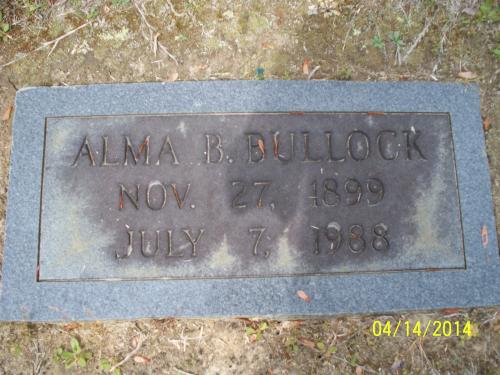 ALMA B. BULLOCK
NOV. 27, 1899
JULY 7, 1988
04/14/2014